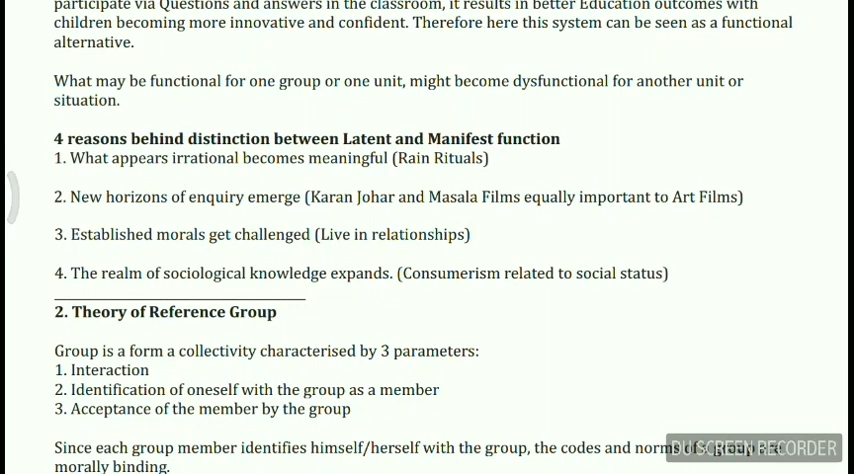 participate via Questions and answers in the classroom, it results in better Education outcomes with
children becoming more innovative and confident. Therefore here this system can be seen as a functional
alternative.
What may be functional for one group or one unit, might become dysfunctional for another unit or
situation.
4 reasons behind distinction between Latent and Manifest function
1. What appears irrational becomes meaningful (Rain Rituals)
2. New horizons of enquiry emerge (Karan Johar and Masala Films equally important to Art Films)
3. Established morals get challenged (Live in relationships)
4. The realm of sociological knowledge expands. (Consumerism related to social status)
2. Theory of Reference Group
Group is a form a collectivity characterised by 3 parameters:
1. Interaction
2. Identification of oneself with the group as a member
3. Acceptance of the member by the group
Since each group member identifies himself/herself with the group, the codes and norms of group are
DU SCREEN RECORDER
morally binding.